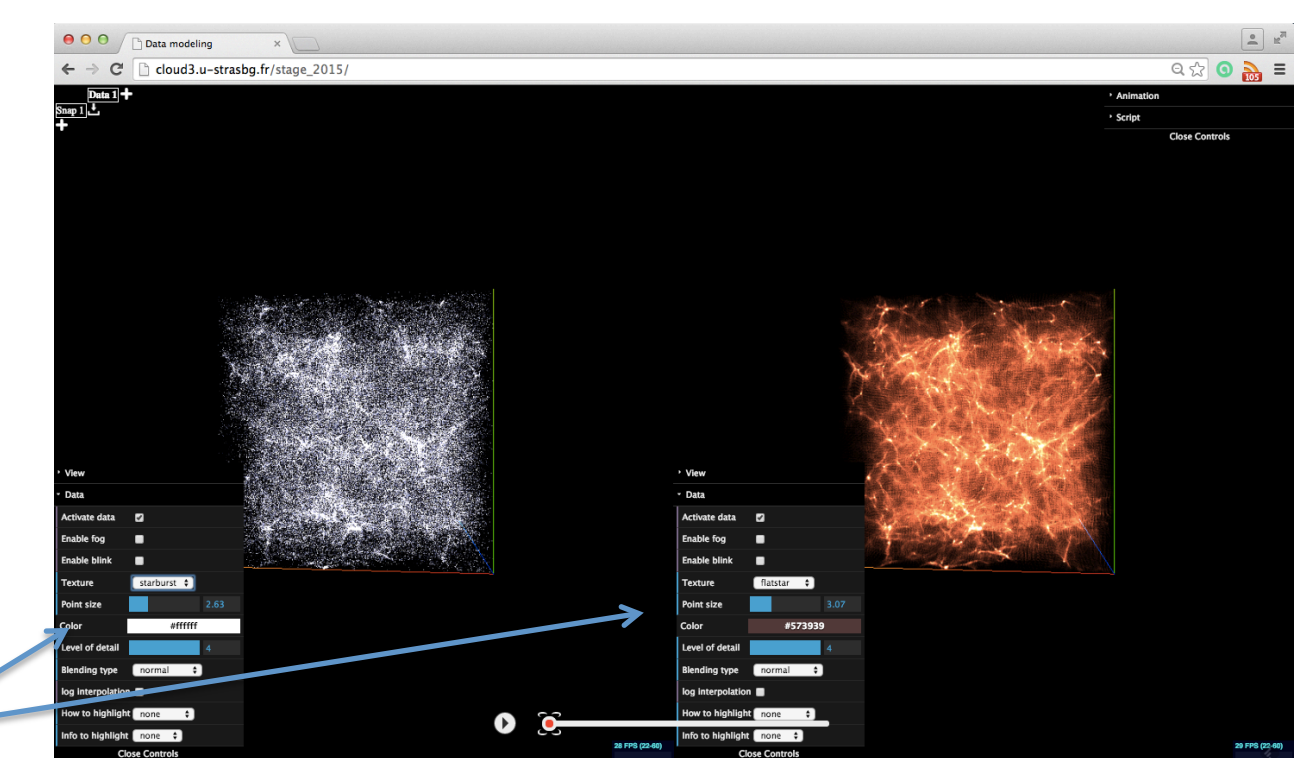 Data modeling
cloud3.u-strasbg.fr/stage_2015/
105
Data 1
Snap 1
Animation
Script
Close Controls
View
Data
Activate data
Enable fog
Enable blink
Texture starburst
Point size 2.63
Color #ffffff
Level of detail 4
Blending type normal
log interpolation
How to highlight none
Info to highlight none
Close Controls
28 FPS (22-60)
View
Data
Activate data
Enable fog
Enable blink
Texture flatstar
Point size 3.07
Color #573939
Level of detail 4
Blending type normal
log interpolation
How to highlight none
Info to highlight none
Close Controls
29 FPS (22-60)